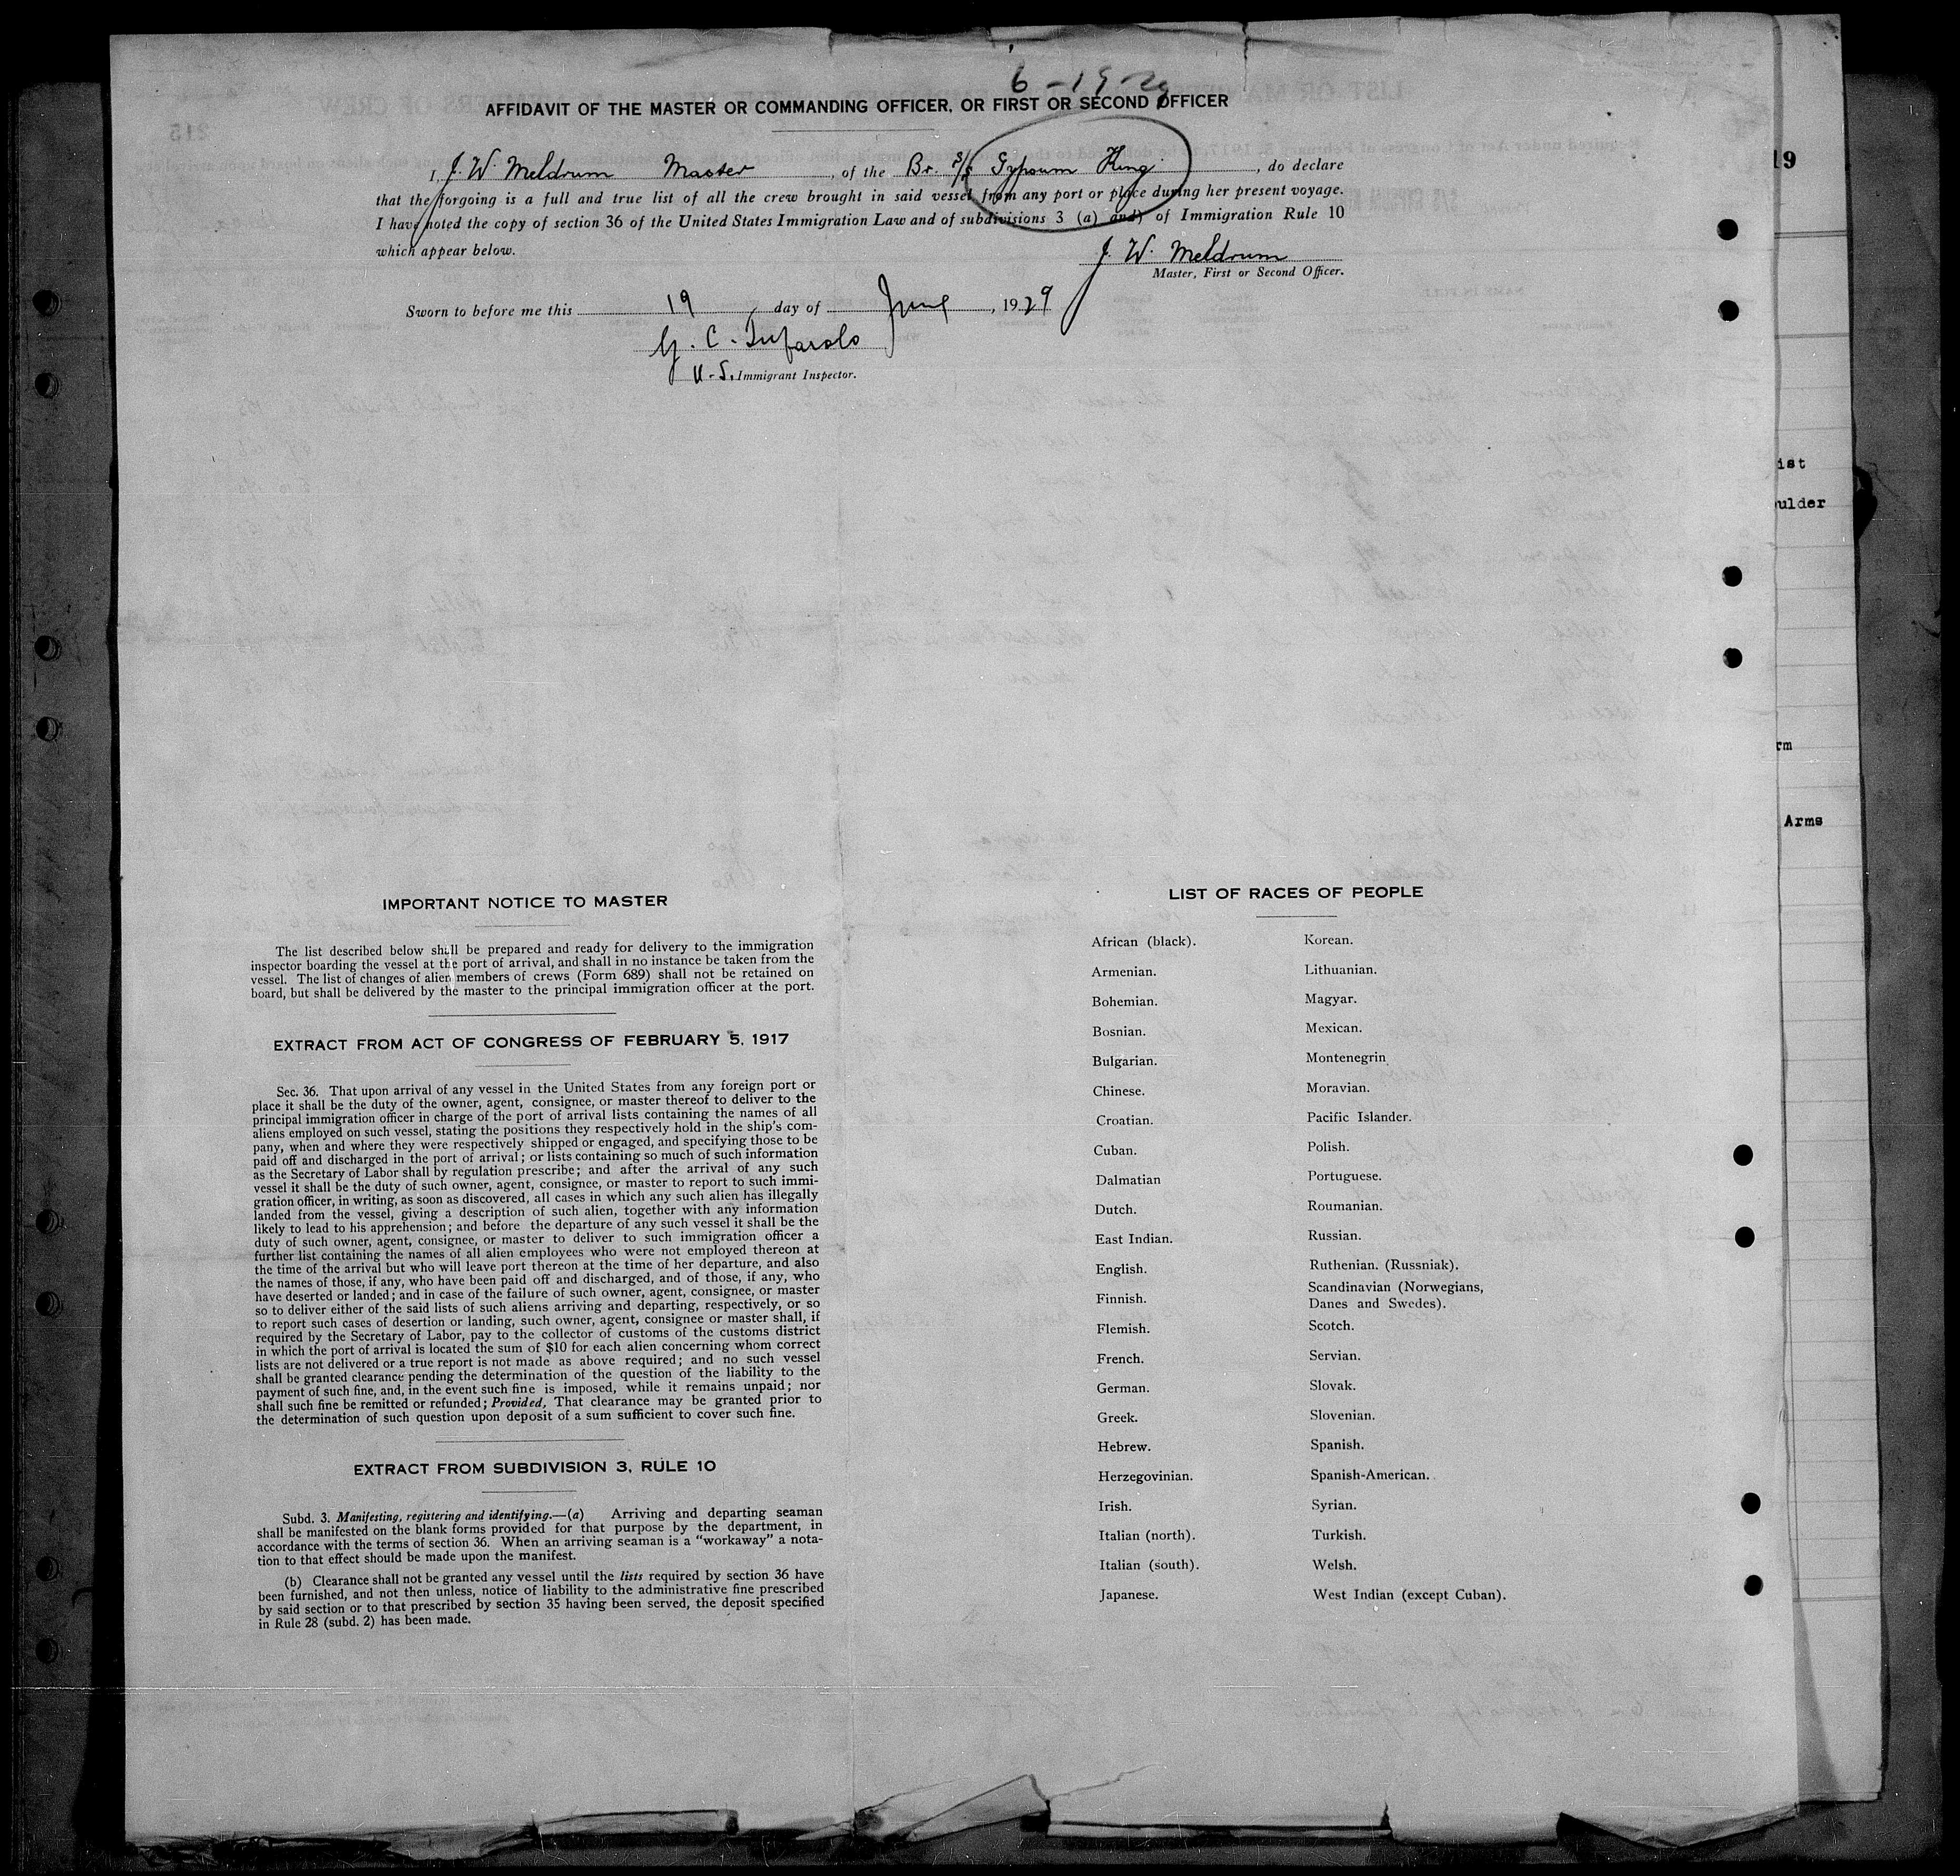 6-19-29
AFFIDAVIT OF THE MASTER OR COMMANDING OFFICER, OR FIRST OR SECOND OFFICER
I, J. W. Meldrum Master, of the Br. S/S Gypsum King, do declare
that the forgoing is a full and true list of all the crew brought in said vessel from any port or place during her present voyage.
I have noted the copy of section 36 of the United States Immigration Law and of subdivisions 3 (a) and) of Immigration Rule 10
which appear below.
J. W. Meldrum
Master, First or Second Officer.
Sworn to before me this 19 day of June, 1929
C.
U-S. Immigrant Inspector.
19
ist
oulder
rm
Arms
IMPORTANT NOTICE TO MASTER
The list described below shall be prepared and ready for delivery to the immigration
inspector boarding the vessel at the port of arrival, and shall in no instance be taken from the
vessel. The list of changes of alien members of crews (Form 689) shall not be retained on
board, but shall be delivered by the master to the principal immigration officer at the port.
EXTRACT FROM ACT OF CONGRESS OF FEBRUARY 5, 1917
Sec. 36. That upon arrival of any vessel in the United States from any foreign port or
place it shall be the duty of the owner, agent, consignee, or master thereof to deliver to the
principal immigration officer in charge of the port of arrival lists containing the names of all
aliens employed on such vessel, stating the positions they respectively hold in the ship's com-
pany, when and where they were respectively shipped or engaged, and specifying those to be
paid off and discharged in the port of arrival; or lists containing so much of such information
as the Secretary of Labor shall by regulation prescribe; and after the arrival of any such
vessel it shall be the duty of such owner, agent, consignee, or master to report to such immi-
gration officer, in writing, as soon as discovered, all cases in which any such alien has illegally
landed from the vessel, giving a description of such alien, together with any information
likely to lead to his apprehension; and before the departure of any such vessel it shall be the
duty of such owner, agent, consignee, or master to deliver to such immigration officer a
further list containing the names of all alien employees who were not employed thereon at
the time of the arrival but who will leave port thereon at the time of her departure, and also
the names of those, if any, who have been paid off and discharged, and of those, if any, who
have deserted or landed; and in case of the failure of such owner, agent, consignee, or master
so to deliver either of the said lists of such aliens arriving and departing, respectively, or so
to report such cases of desertion or landing, such owner, agent, consignee or master shall, if
required by the Secretary of Labor, pay to the collector of customs of the customs district
in which the port of arrival is located the sum of $10 for each alien concerning whom correct
lists are not delivered or a true report is not made as above required; and no such vessel
shall be granted clearance pending the determination of the question of the liability to the
payment of such fine, and, in the event such fine is imposed, while it remains unpaid; nor
shall such fine be remitted or refunded; Provided, That clearance may be granted prior to
the determination of such question upon deposit of a sum sufficient to cover such fine.
EXTRACT FROM SUBDIVISION 3, RULE 10
Subd. 3. Manifesting, registering and identifying.—(a) Arriving and departing seaman
shall be manifested on the blank forms provided for that purpose by the department, in
accordance with the terms of section 36. When an arriving seaman is a "workaway" a nota-
tion to that effect should be made upon the manifest.
(b) Clearance shall not be granted any vessel until the lists required by section 36 have
been furnished, and not then unless, notice of liability to the administrative fine prescribed
by said section or to that prescribed by section 35 having been served, the deposit specified
in Rule 28 (subd. 2) has been made.
LIST OF RACES OF PEOPLE
African (black).
Armenian.
Bohemian.
Bosnian.
Bulgarian.
Chinese.
Croatian.
Cuban.
Dalmatian
Dutch.
East Indian.
English.
Finnish.
Flemish.
French.
German.
Greek.
Hebrew.
Herzegovinian.
Irish.
Italian (north).
Italian (south).
Japanese.
Korean.
Lithuanian.
Magyar.
Mexican.
Montenegrin
Moravian.
Pacific Islander.
Polish.
Portuguese.
Roumanian.
Russian.
Ruthenian. (Russniak).
Scandinavian (Norwegians,
Danes and Swedes).
Scotch.
Servian.
Slovak.
Slovenian.
Spanish.
Spanish-American.
Syrian.
Turkish.
Welsh.
West Indian (except Cuban).